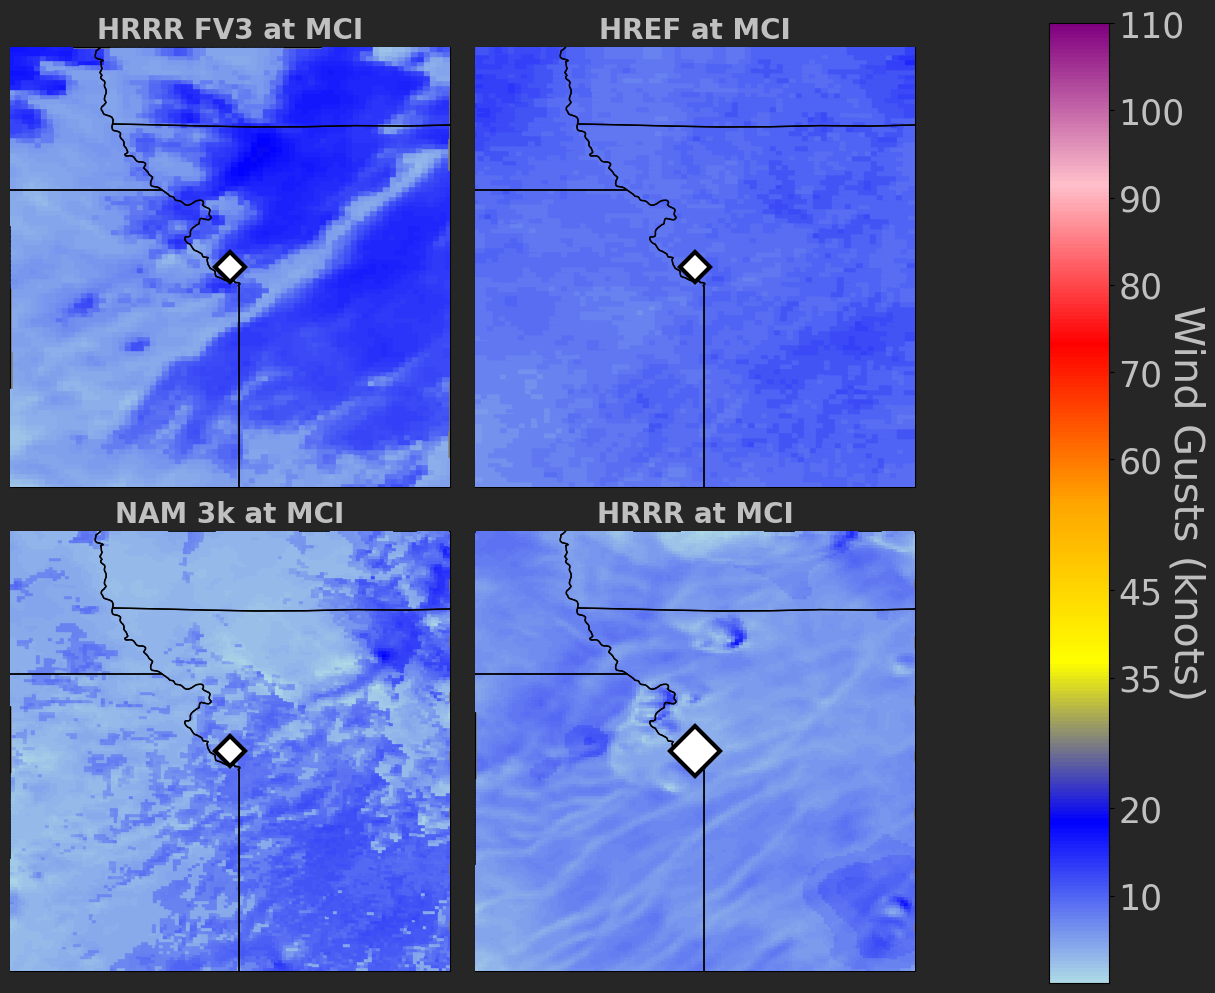 HRRR FV3 at MCI
HREF at MCI
NAM 3k at MCI
HRRR at MCI
110
100
90
80
70
60
45
35
20
10
Wind Gusts (knots)